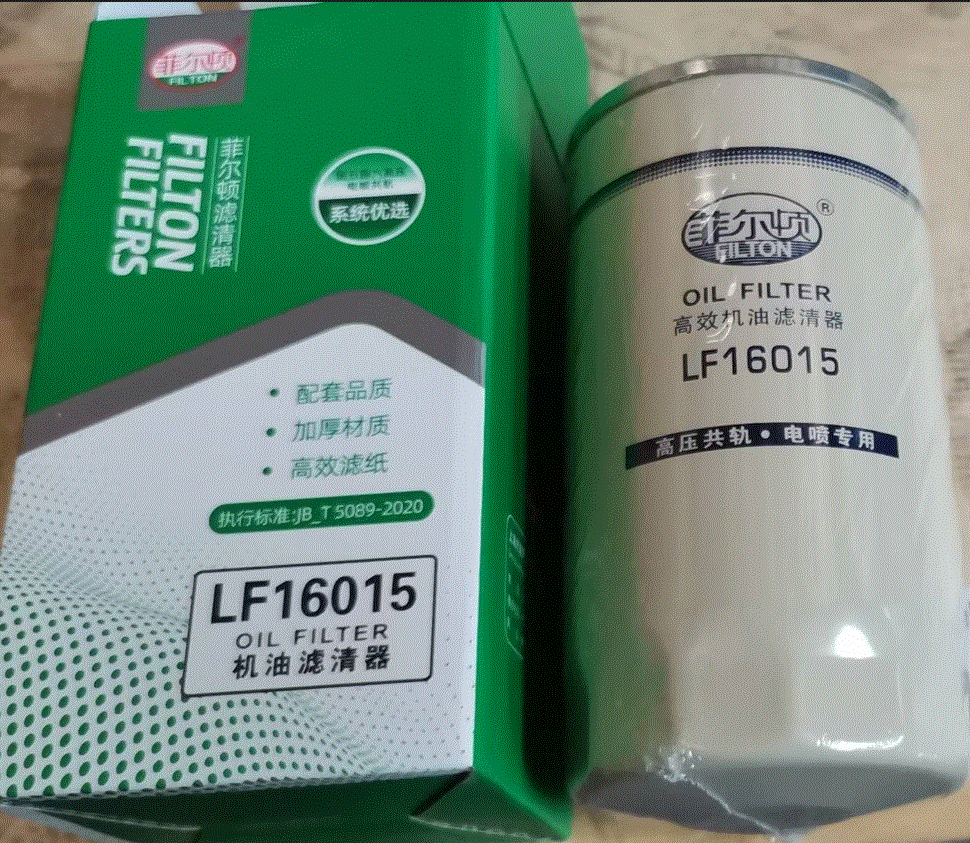 菲尔顿
FILTON
菲尔顿滤清器
FILTON
FILTERS
系统优选
配套品质
加厚材质
高效滤纸
执行标准:JB_T 5089-2020
LF16015
OIL FILTER
机油滤清器
菲尔顿®
FILTON
OIL FILTER
高效机油滤清器
LF16015
高压共轨•电喷专用